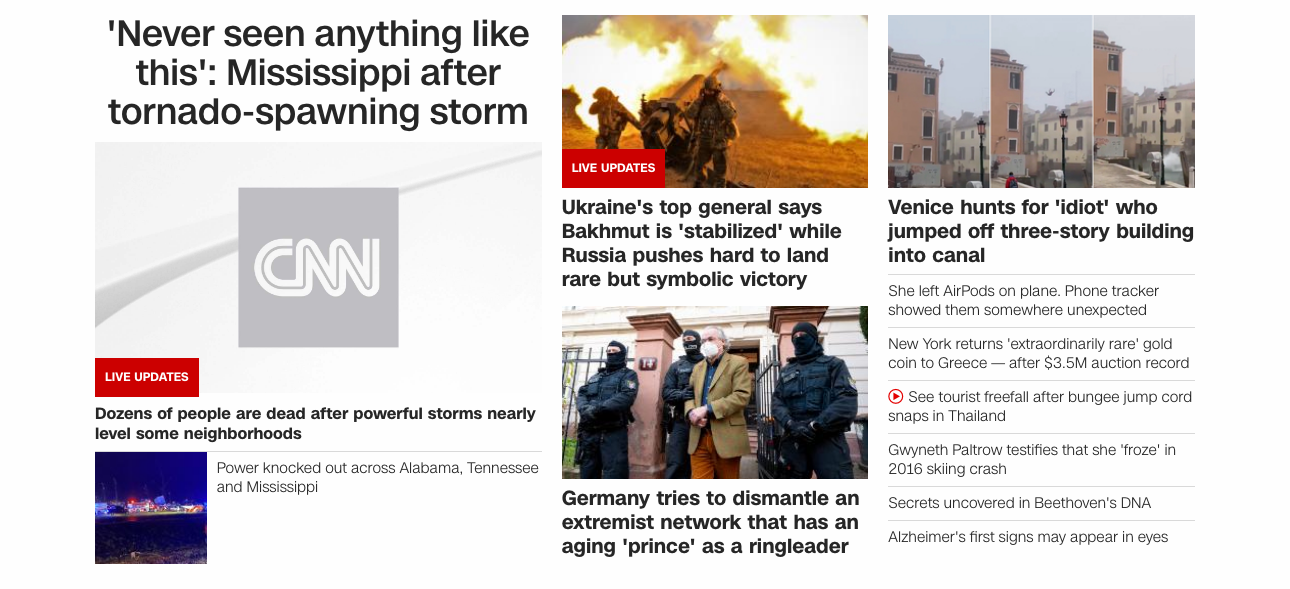 'Never seen anything like
this': Mississippi after
tornado-spawning storm
CNN
LIVE UPDATES
Dozens of people are dead after powerful storms nearly
level some neighborhoods
Power knocked out across Alabama, Tennessee
and Mississippi
LIVE UPDATES
Ukraine's top general says
Bakhmut is 'stabilized' while
Russia pushes hard to land
rare but symbolic victory
Germany tries to dismantle an
extremist network that has an
aging 'prince' as a ringleader
Venice hunts for 'idiot' who
jumped off three-story building
into canal
She left AirPods on plane. Phone tracker
showed them somewhere unexpected
New York returns 'extraordinarily rare' gold
coin to Greece — after $3.5M auction record
See tourist freefall after bungee jump cord
snaps in Thailand
Gwyneth Paltrow testifies that she 'froze' in
2016 skiing crash
Secrets uncovered in Beethoven's DNA
Alzheimer's first signs may appear in eyes